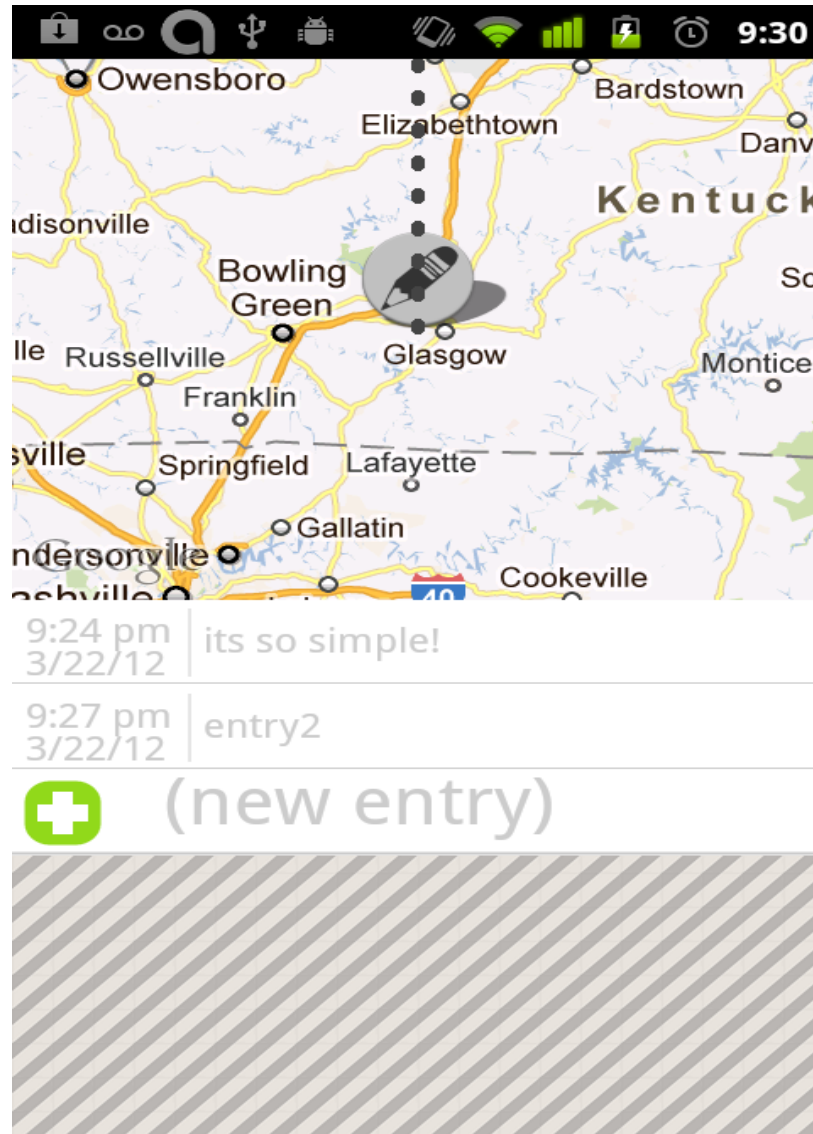 9:30
Owensboro
Bardstown
Elizabethtown
Danv
Kentuck
adisonville
Bowling
Green
So
lle
Russellville
Glasgow
Montice
Franklin
sville
Springfield
Lafayette
Gallatin
ndersonville
Google
ashville
40
Cookeville
9:24 pm
3/22/12
its so simple!
9:27 pm
3/22/12
entry2
(new entry)